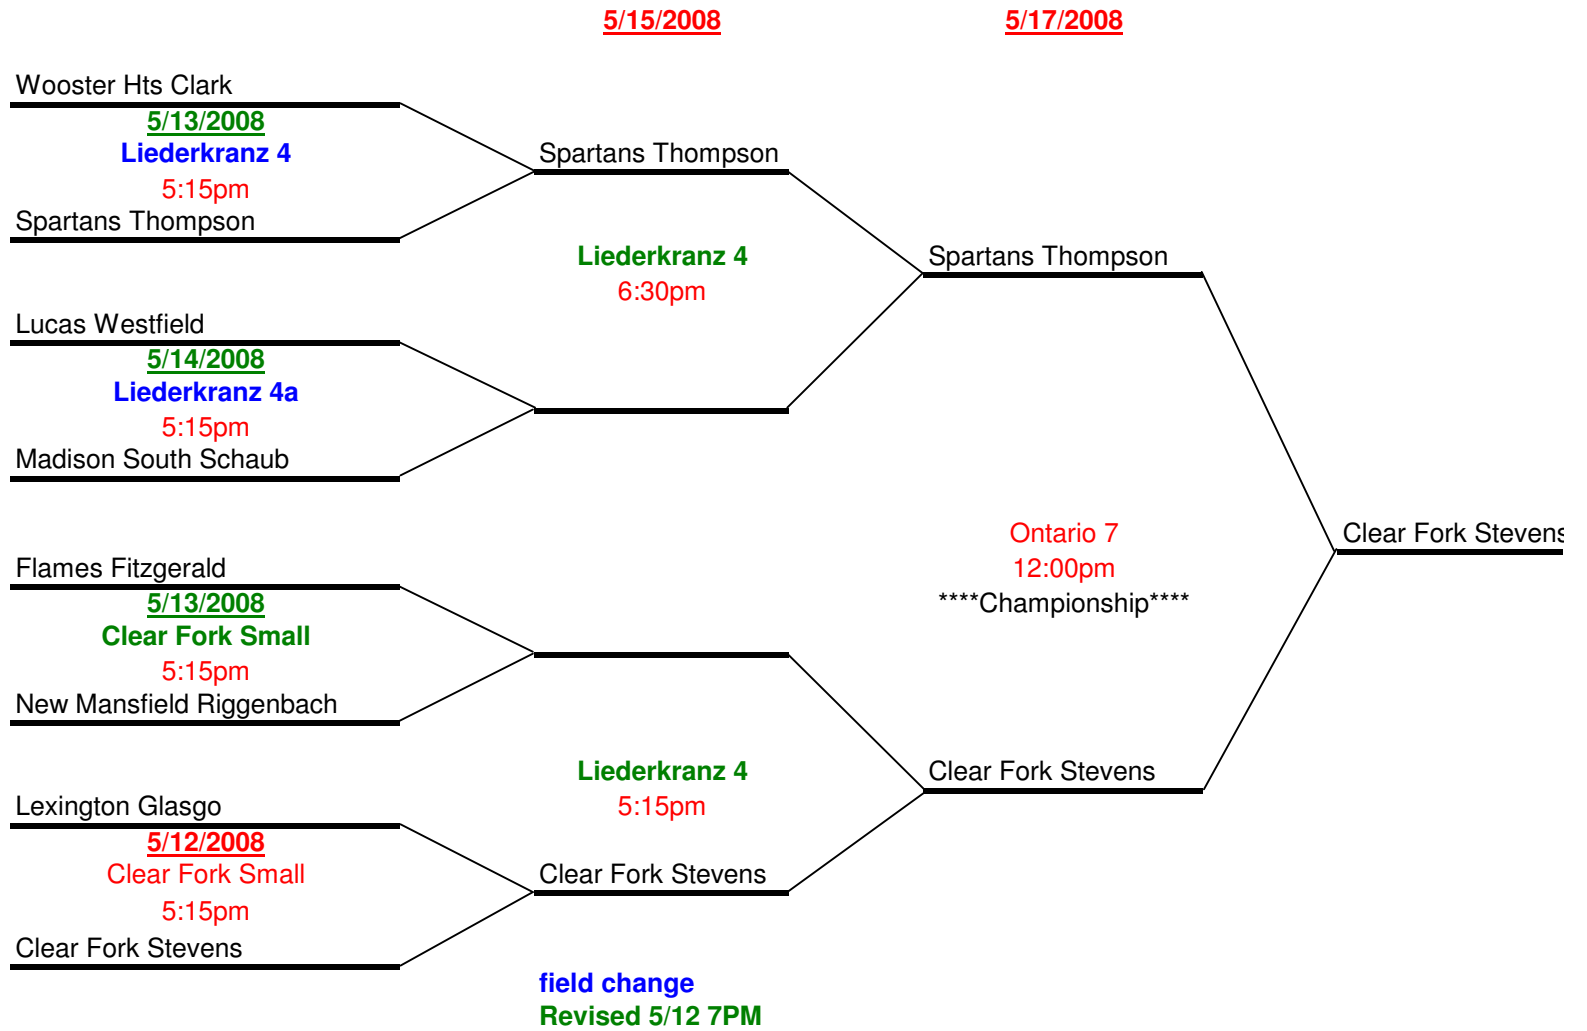 5/15/2008 5/17/2008
Wooster Hts Clark
5/13/2008
Liederkranz 4
5:15pm
Spartans Thompson
Spartans Thompson
Liederkranz 4
6:30pm
Spartans Thompson
Lucas Westfield
5/14/2008
Liederkranz 4a
5:15pm
Madison South Schaub
Ontario 7
12:00pm
****Championship****
Clear Fork Stevens
Flames Fitzgerald
5/13/2008
Clear Fork Small
5:15pm
New Mansfield Riggenbach
Liederkranz 4
5:15pm
Clear Fork Stevens
Lexington Glasgo
5/12/2008
Clear Fork Small
5:15pm
Clear Fork Stevens
Clear Fork Stevens
field change
Revised 5/12 7PM